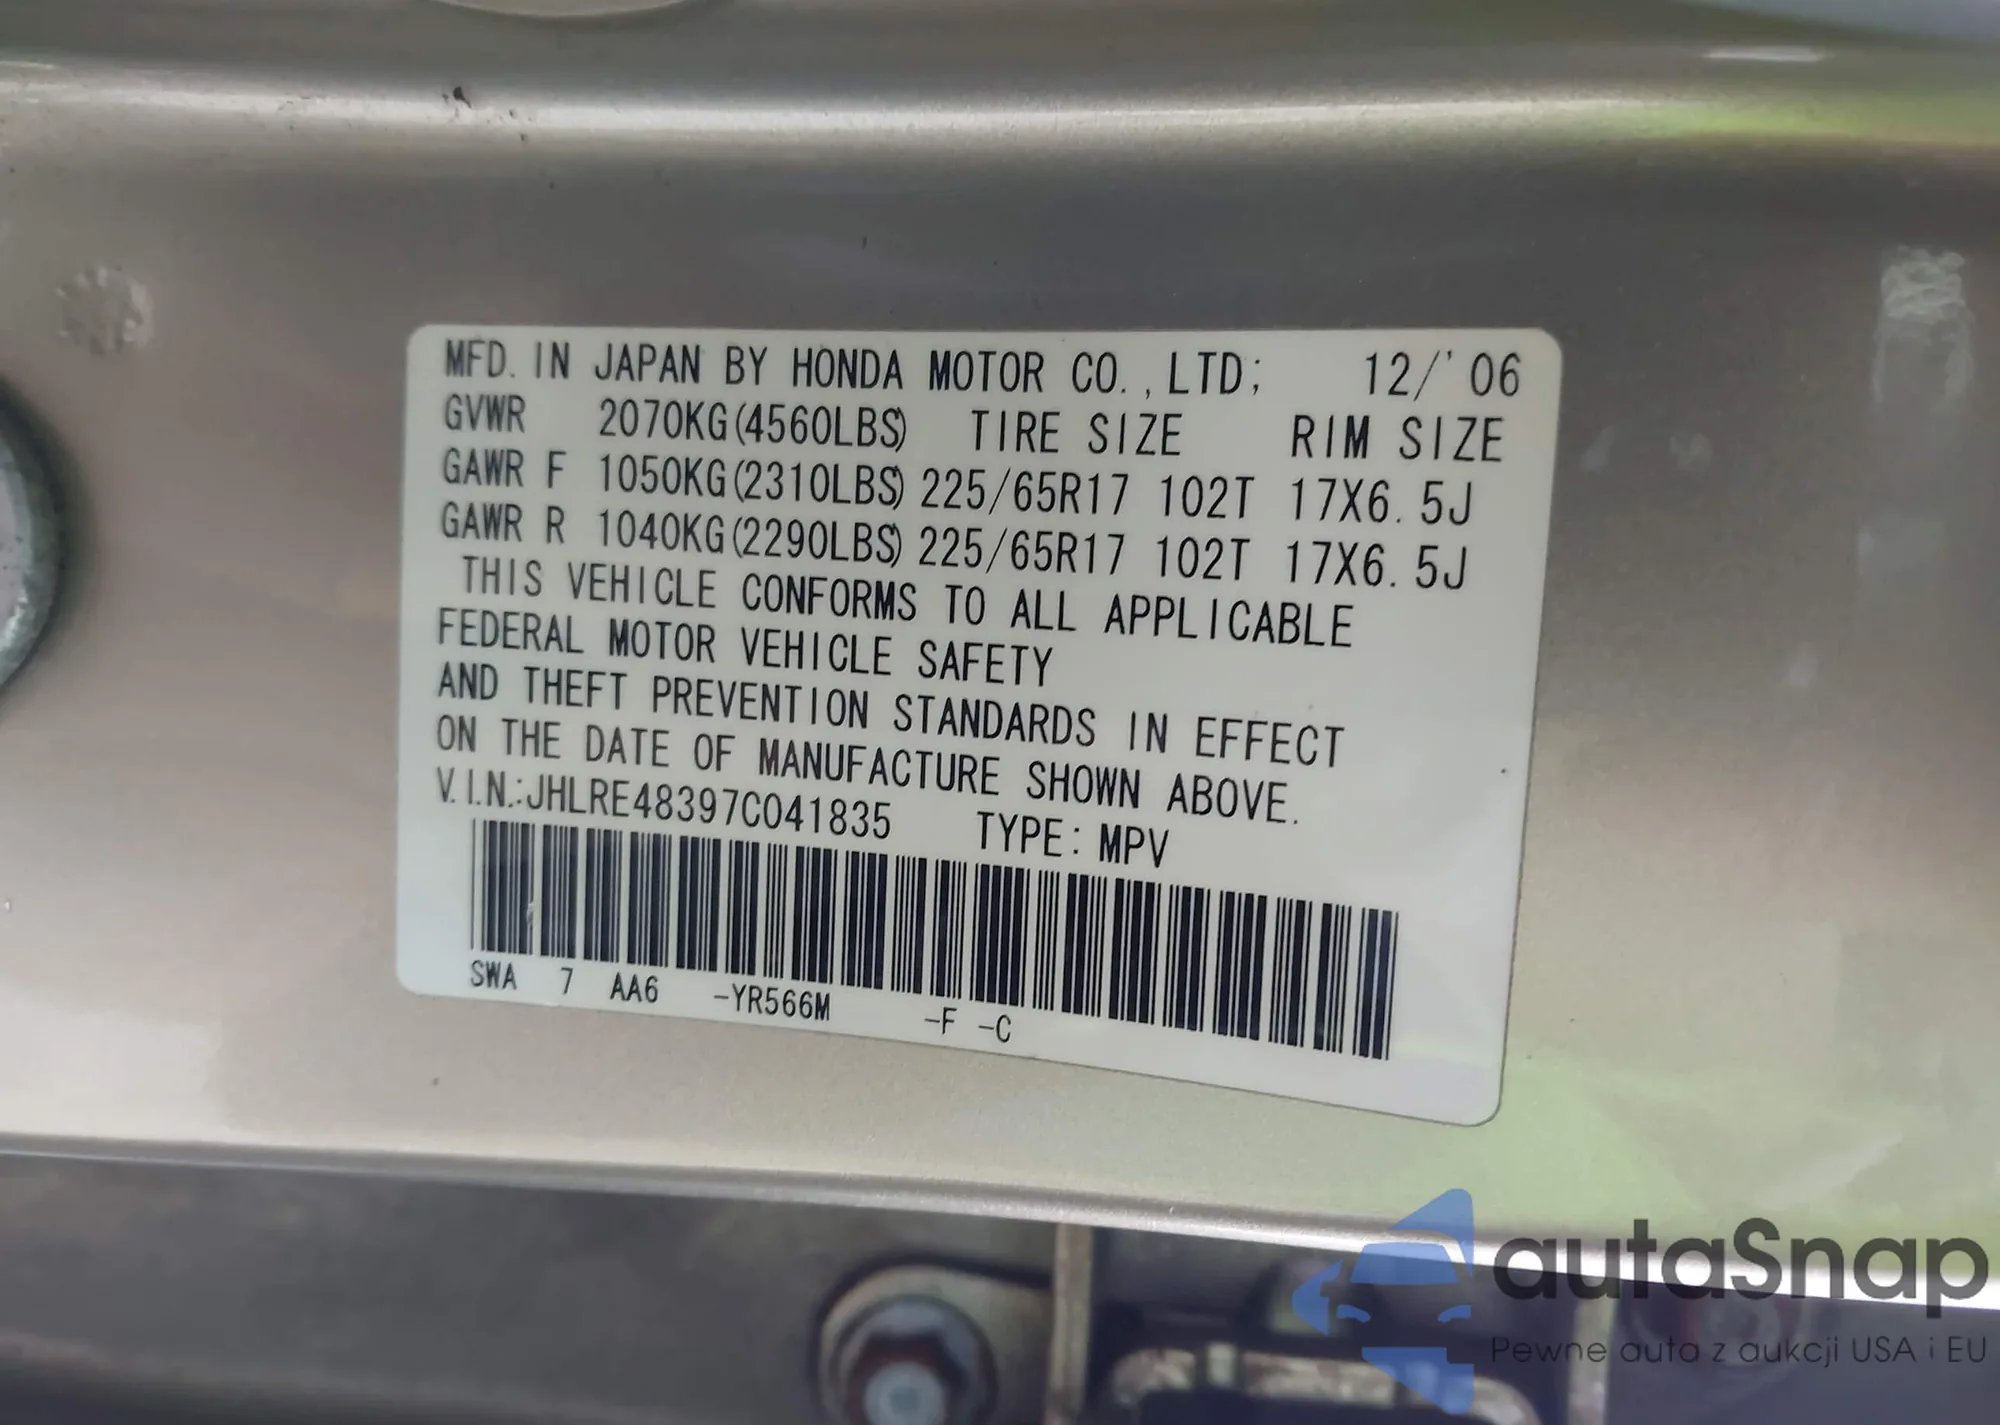 MFD. IN JAPAN BY HONDA MOTOR CO.,LTD; 12/'06
GVWR 2070KG(4560LBS) TIRE SIZE RIM SIZE
GAWR F 1050KG(2310LBS) 225/65R17 102T 17X6.5J
GAWR R 1040KG(2290LBS) 225/65R17 102T 17X6.5J
THIS VEHICLE CONFORMS TO ALL APPLICABLE
FEDERAL MOTOR VEHICLE SAFETY
AND THEFT PREVENTION STANDARDS IN EFFECT
ON THE DATE OF MANUFACTURE SHOWN ABOVE.
V.I.N.:JHLRE48397C041835 TYPE: MPV
SWA 7 AA6 -YR566M -F -C
autaSnap
Pewne auta z aukcji USA i EU